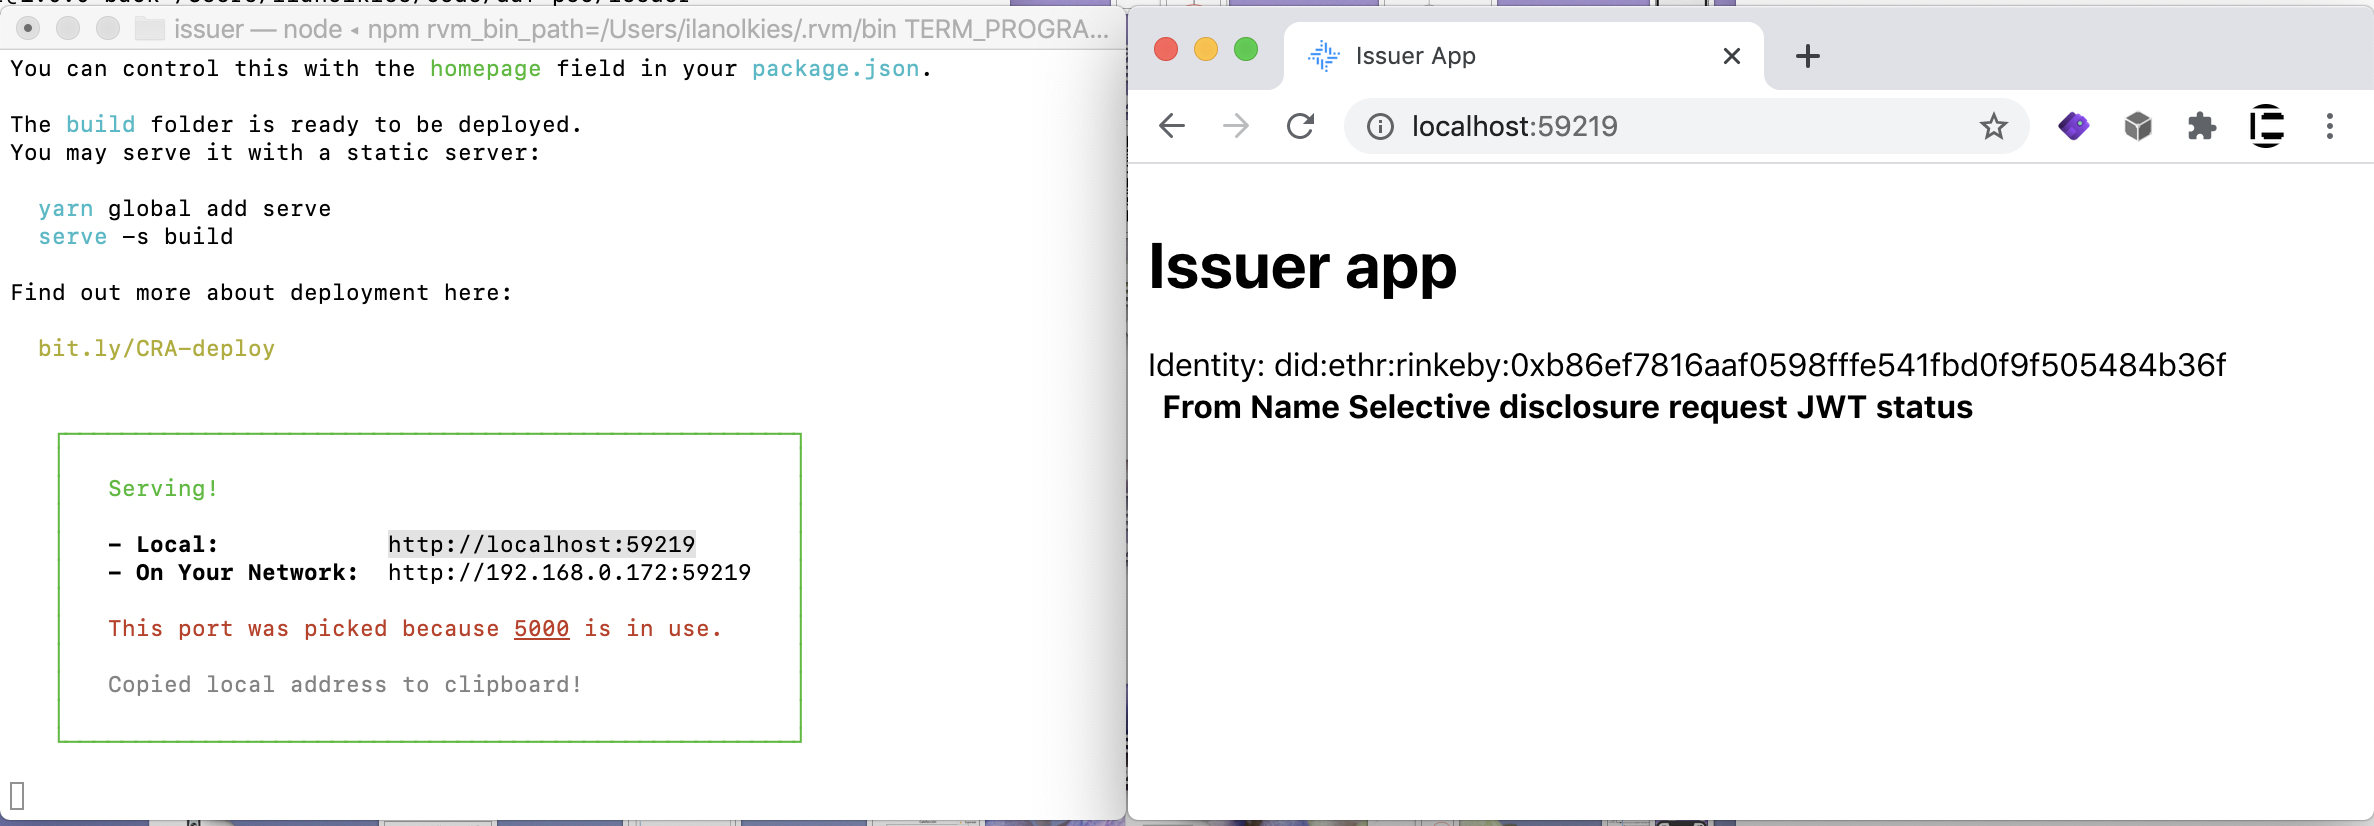 issuer — node ◂ npm rvm_bin_path=/Users/ilanolkies/.rvm/bin TERM_PROGRA...
You can control this with the homepage field in your package.json.
The build folder is ready to be deployed.
You may serve it with a static server:
yarn global add serve
serve -s build
Find out more about deployment here:
bit.ly/CRA-deploy
Serving!
- Local: http://localhost:59219
- On Your Network: http://192.168.0.172:59219
This port was picked because 5000 is in use.
Copied local address to clipboard!
Issuer App
localhost:59219
Issuer app
Identity: did:ethr:rinkeby:0xb86ef7816aaf0598fffe541fbd0f9f505484b36f
From Name Selective disclosure request JWT status